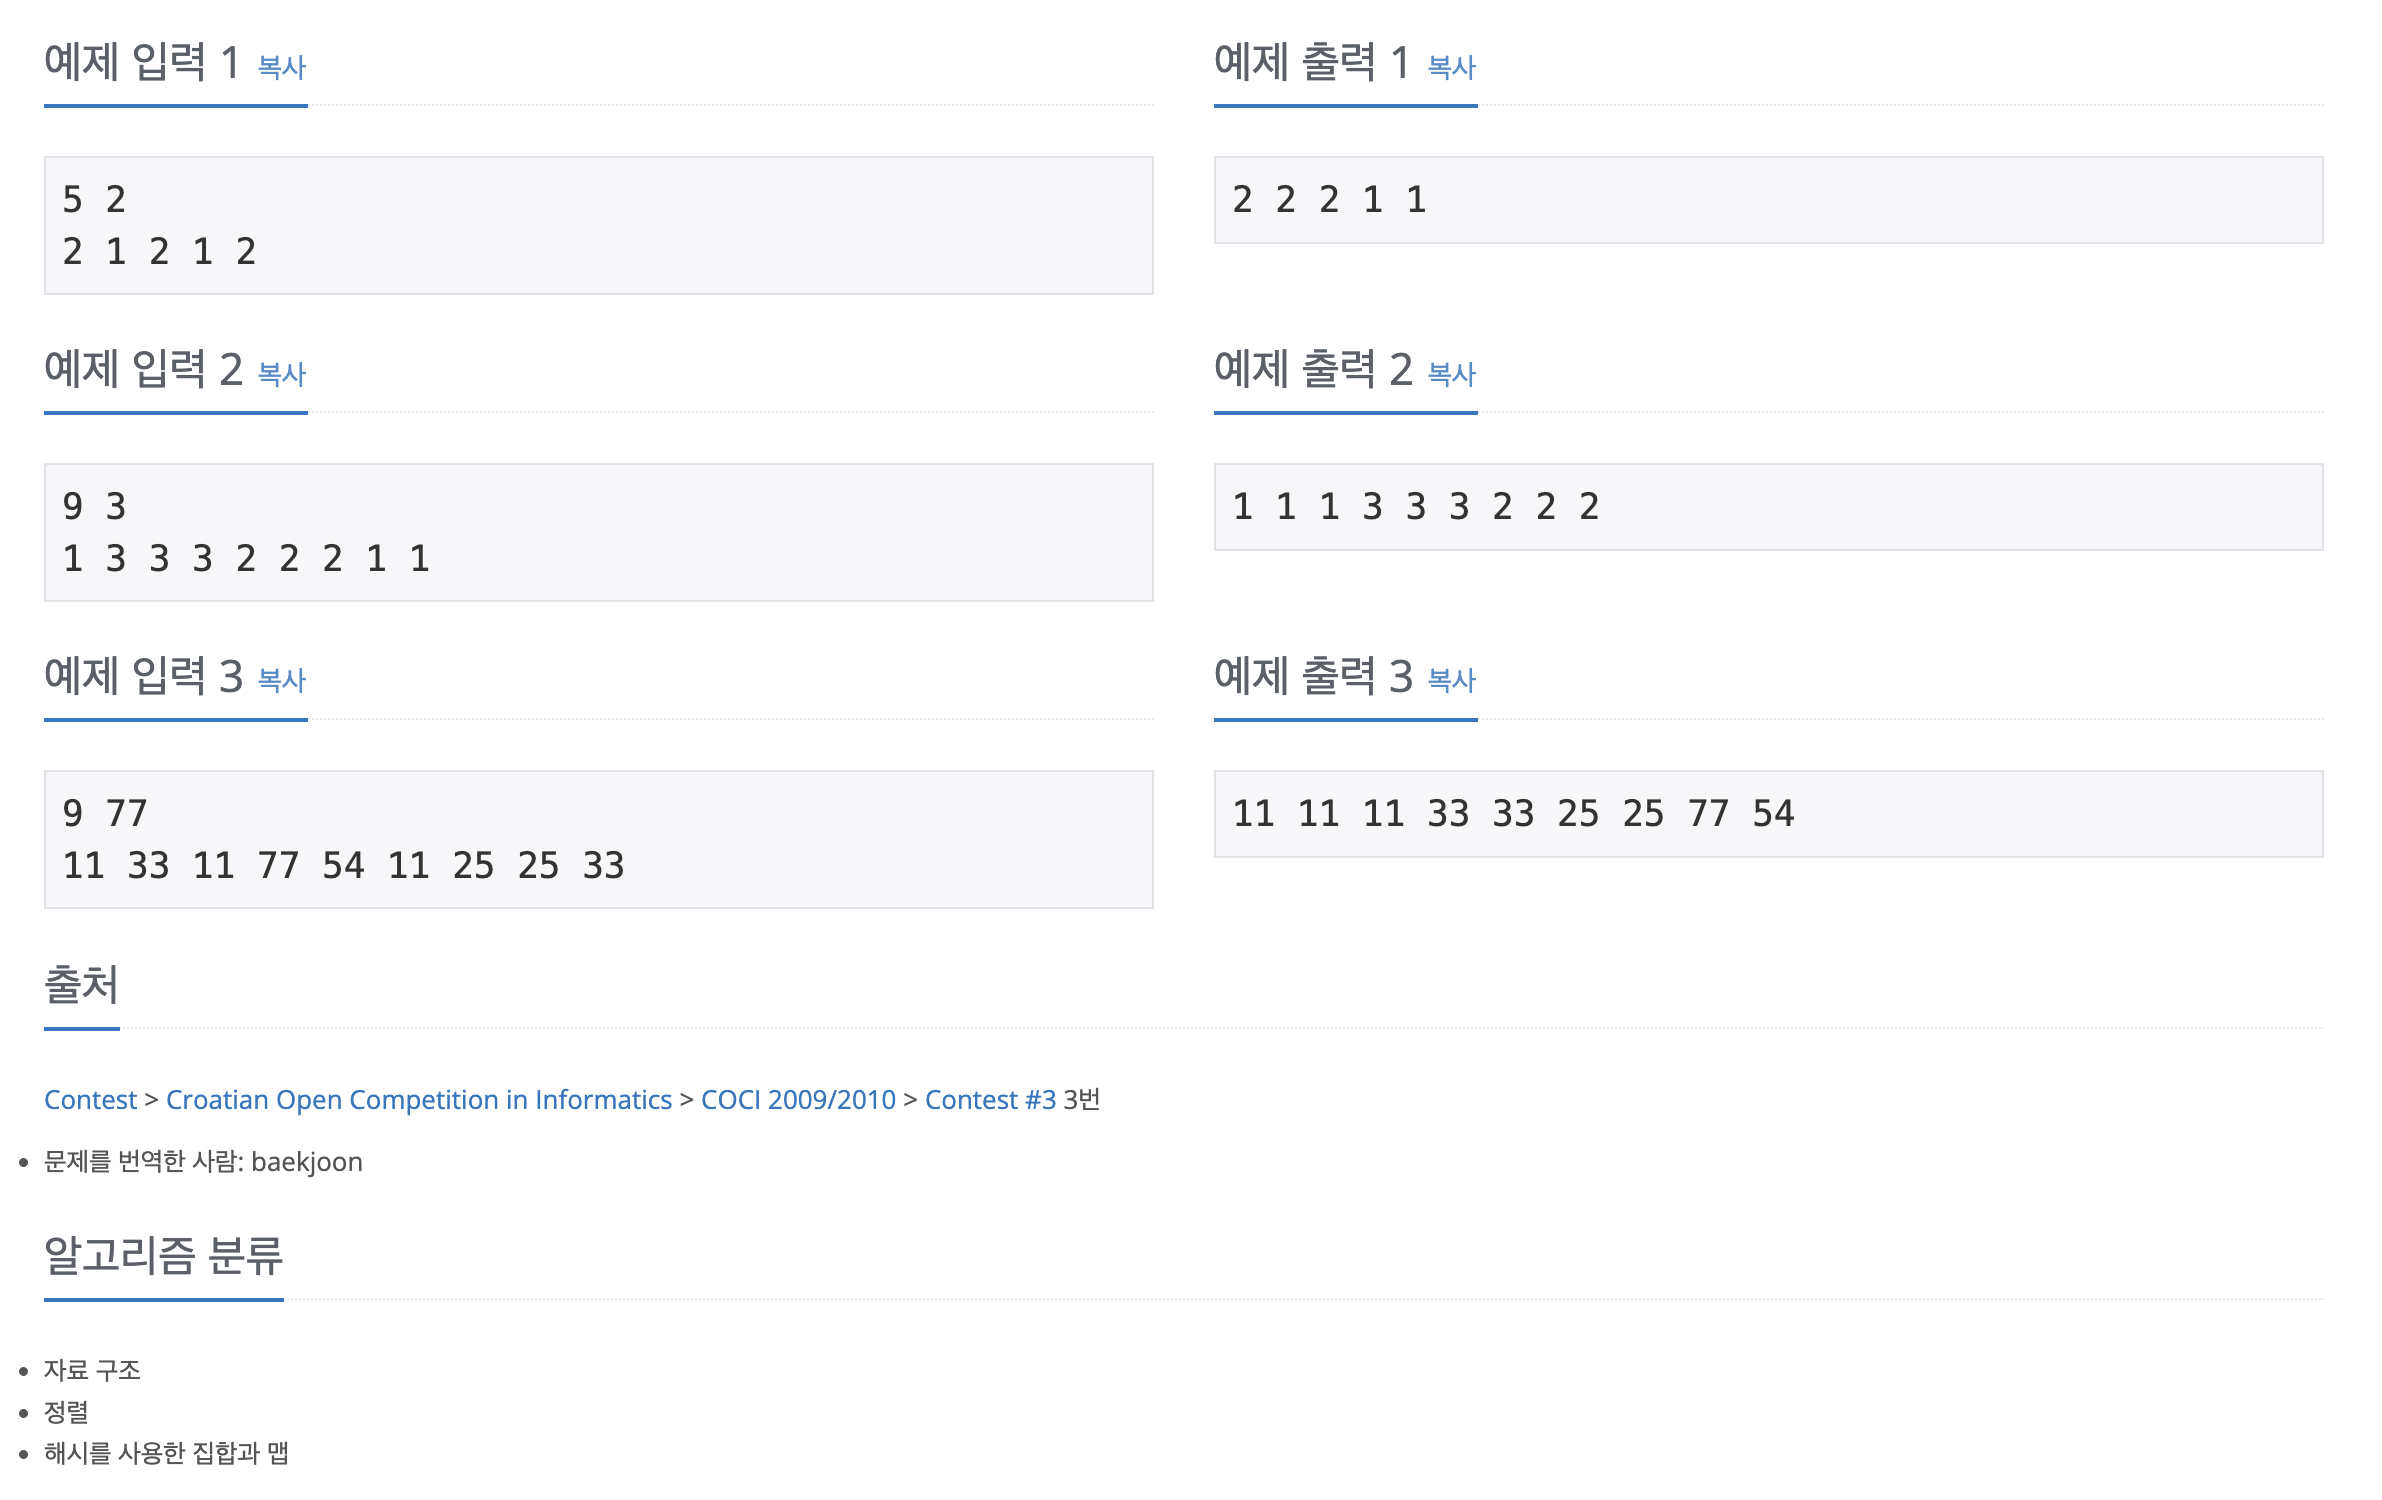 예제 입력 1 복사
5 2
2 1 2 1 2
예제 출력 1 복사
2 2 2 1 1
예제 입력 2 복사
9 3
1 3 3 3 2 2 2 1 1
예제 출력 2 복사
1 1 1 3 3 3 2 2 2
예제 입력 3 복사
9 77
11 33 11 77 54 11 25 25 33
예제 출력 3 복사
11 11 11 33 33 25 25 77 54
출처
Contest > Croatian Open Competition in Informatics > COCI 2009/2010 > Contest #3 3번
• 문제를 번역한 사람: baekjoon
알고리즘 분류
• 자료 구조
• 정렬
• 해시를 사용한 집합과 맵